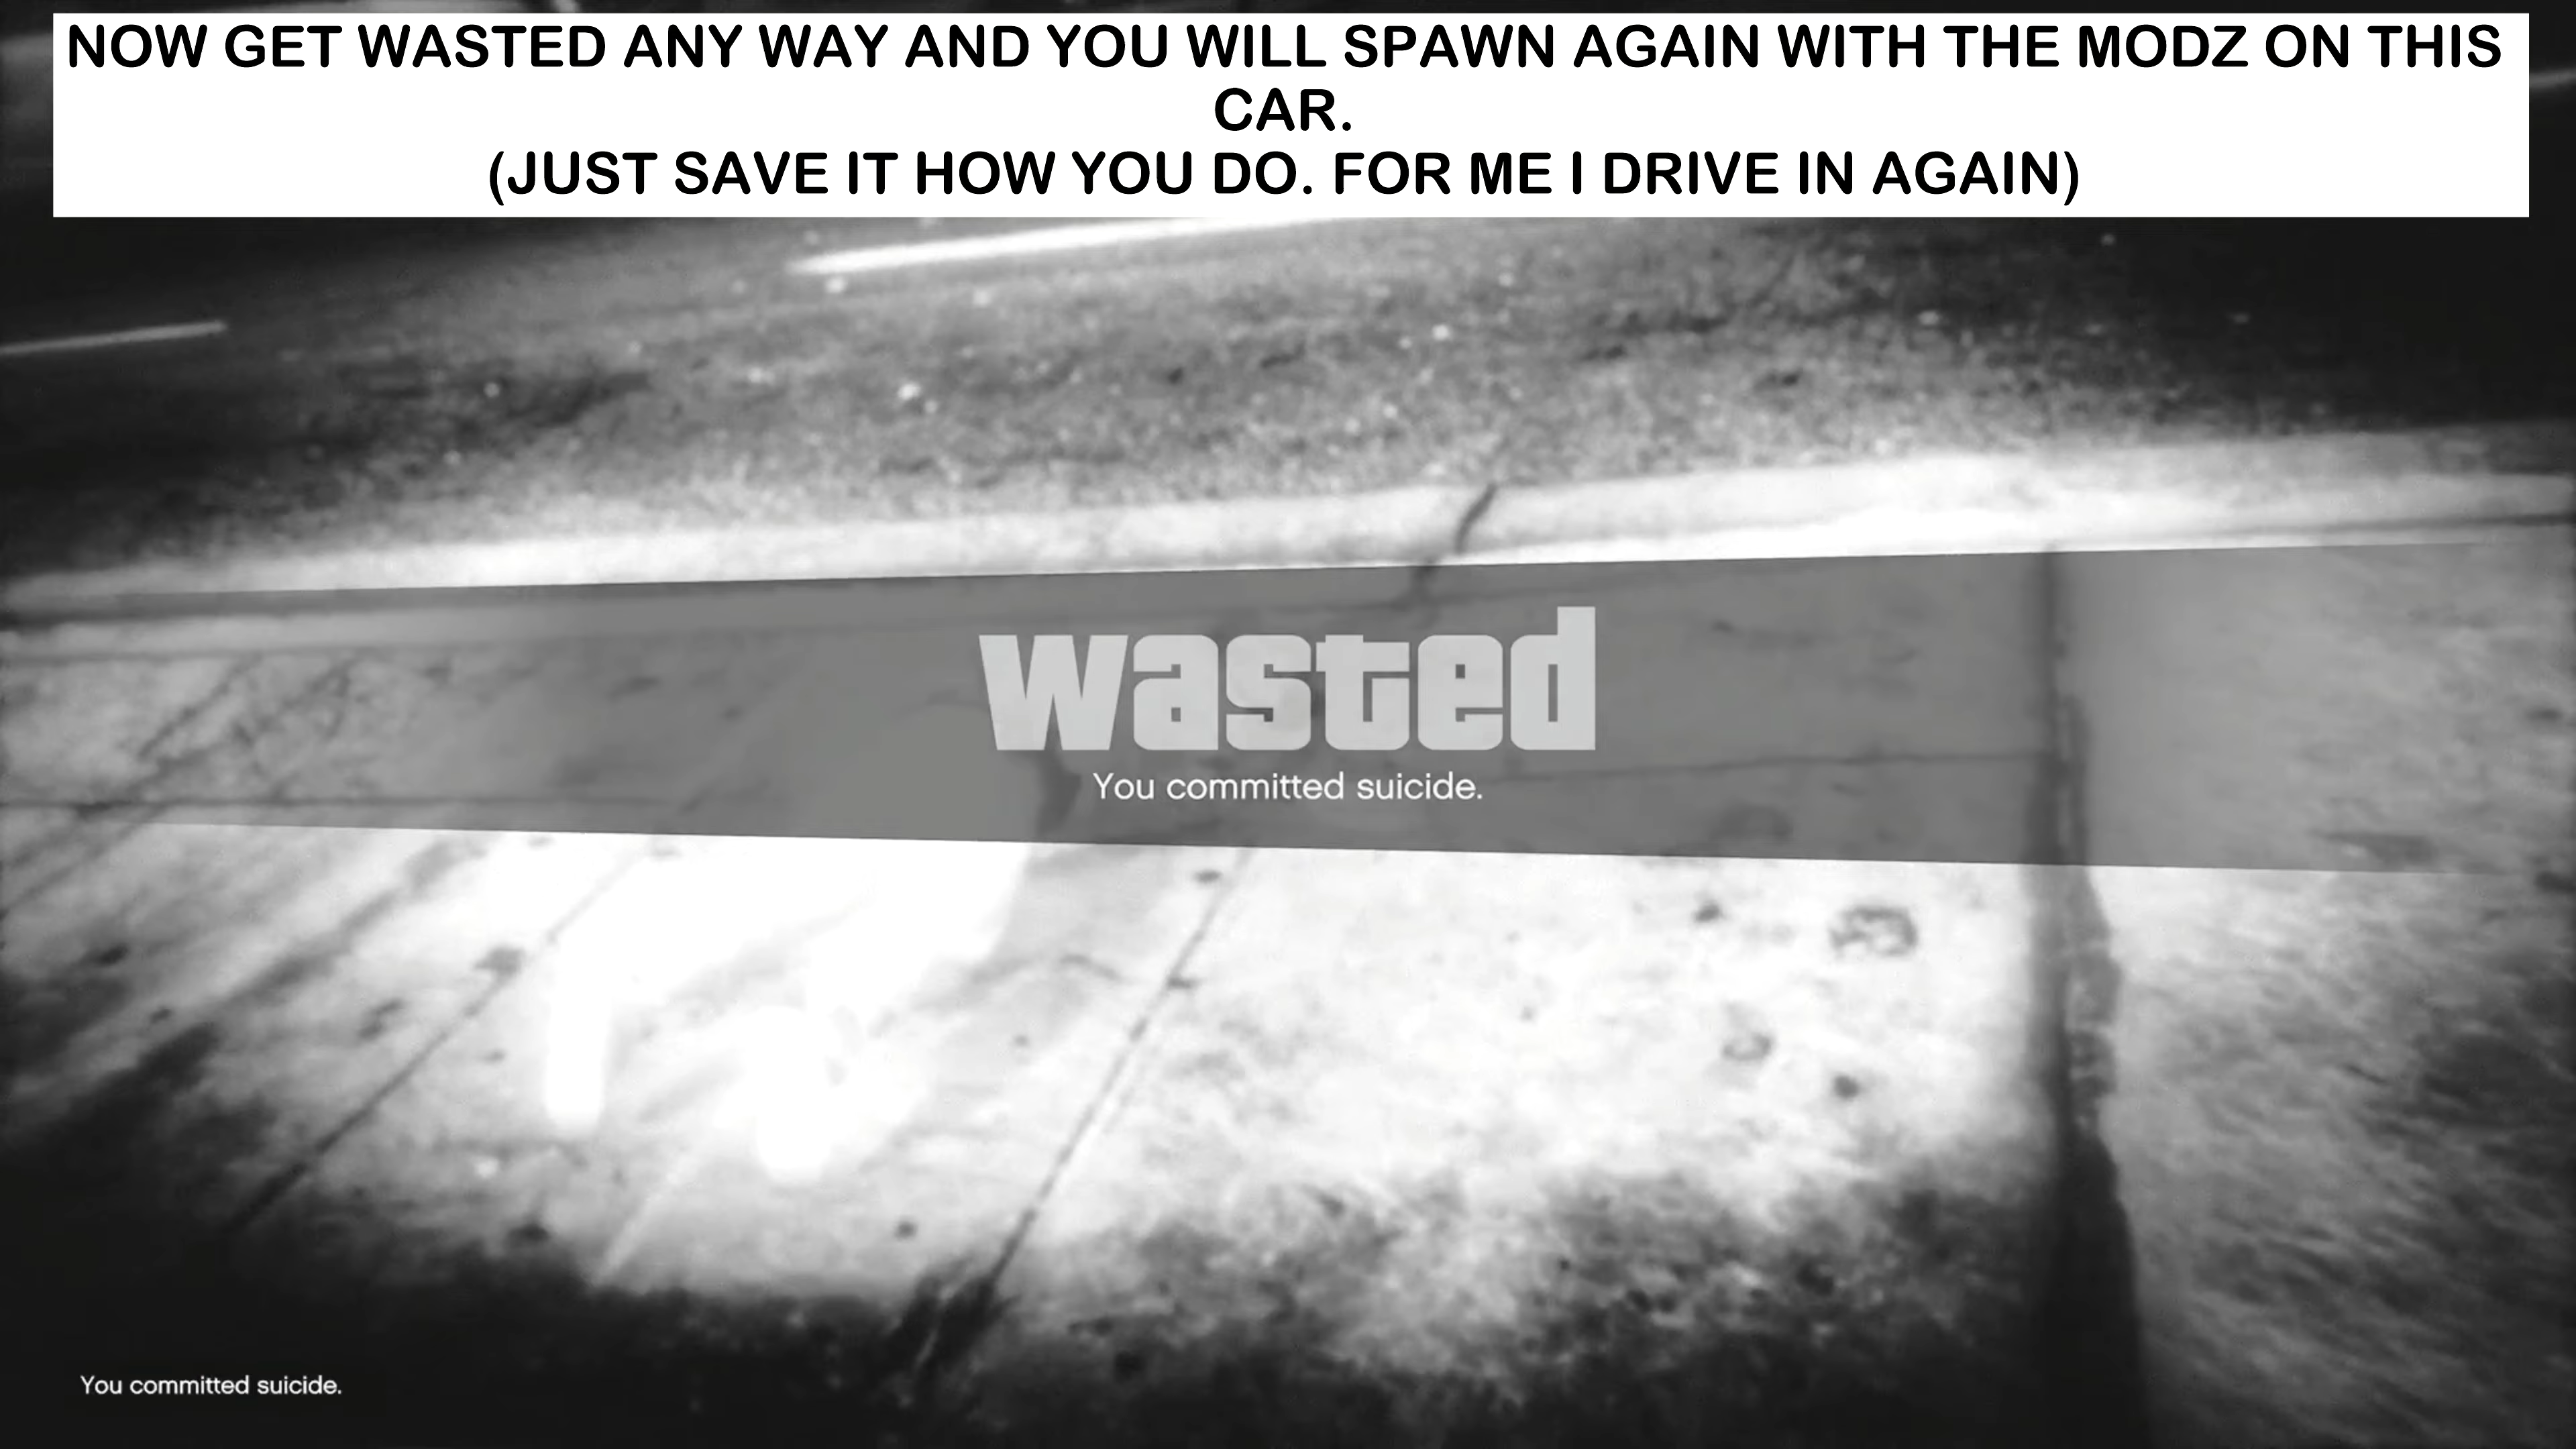 NOW GET WASTED ANY WAY AND YOU WILL SPAWN AGAIN WITH THE MODZ ON THIS
CAR.
(JUST SAVE IT HOW YOU DO. FOR ME I DRIVE IN AGAIN)
wasted
You committed suicide.
You committed suicide.